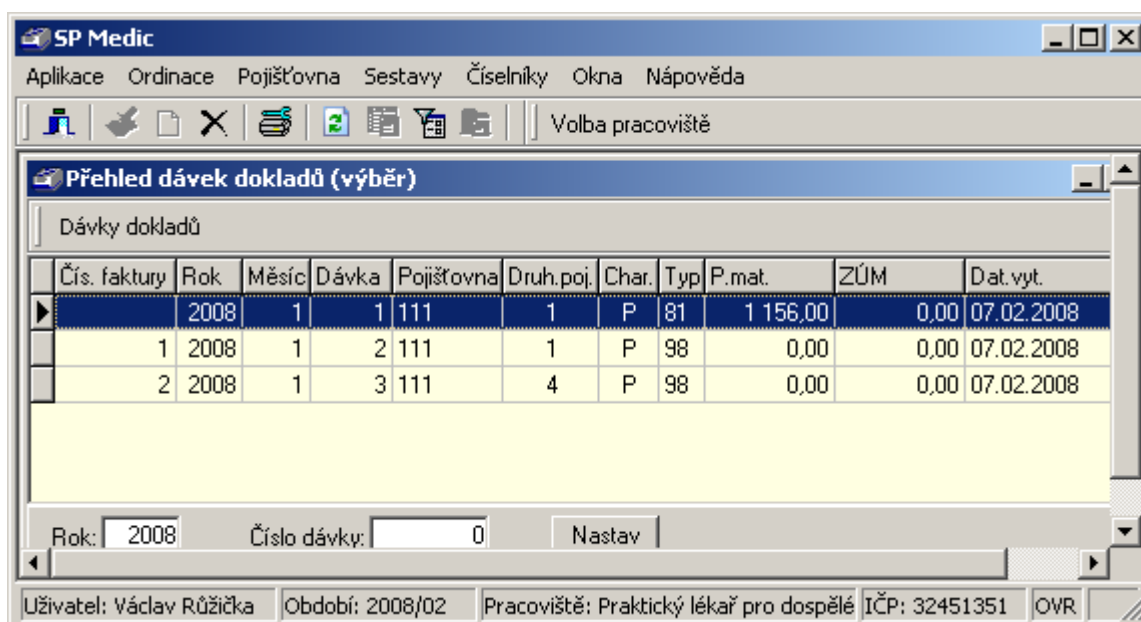 SP Medic
Aplikace Ordinace Pojišťovna Sestavy Číselníky Okna Nápověda
Volba pracoviště
Přehled dávek dokladů (výběr)
Dávky dokladů
Čís. faktury Rok Měsíc Dávka Pojišťovna Druh.poj. Char. Typ P.mat. ZÚM Dat.vyt.
2008 1 1 111 1 P 81 1 156,00 0,00 07.02.2008
1 2008 1 2 111 1 P 98 0,00 0,00 07.02.2008
2 2008 1 3 111 4 P 98 0,00 0,00 07.02.2008
Rok: 2008 Číslo dávky: 0 Nastav
Uživatel: Václav Růžička Období: 2008/02 Pracoviště: Praktický lékař pro dospělé IČP: 32451351 OVR